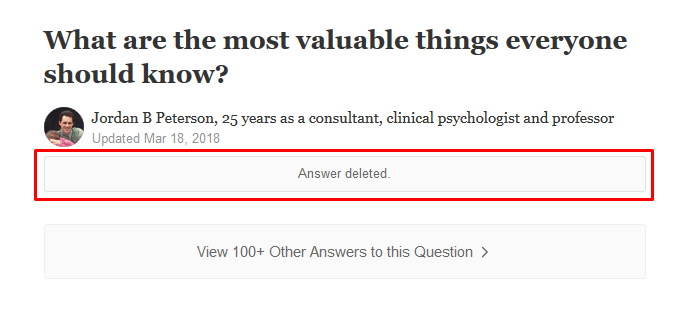 What are the most valuable things everyone
should know?
Jordan B Peterson, 25 years as a consultant, clinical psychologist and professor
Updated Mar 18, 2018
Answer deleted.
View 100+ Other Answers to this Question >